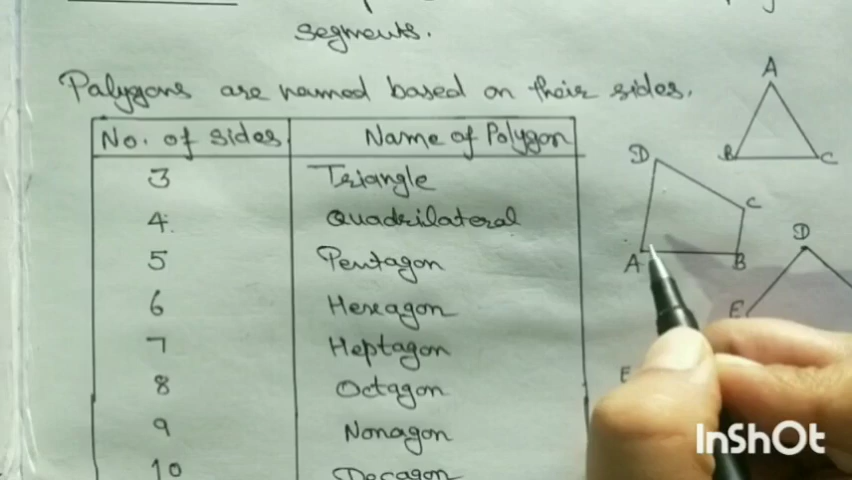 segments.
Palygons are named based on their sides.
No. of sides Name of Polygon
3 Triangle
4 Quadrilateral
5 Pentagon
6 Hexagon
7 Heptagon
8 Octagon
9 Nonagon
10 Decagon
A
B C
D
C
A B
D
E
E
InShOt